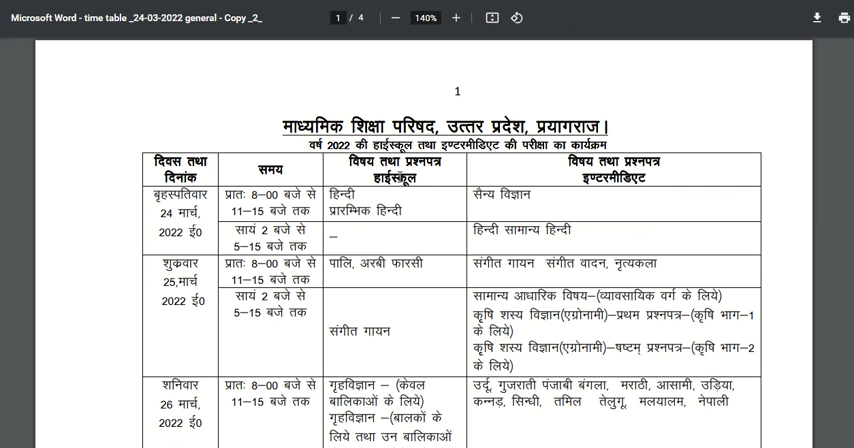 Microsoft Word - time table _24-03-2022 general - Copy _2_
1 / 4
140%
1
माध्यमिक शिक्षा परिषद, उत्तर प्रदेश, प्रयागराज।
वर्ष 2022 की हाईस्कूल तथा इण्टरमीडिएट की परीक्षा का कार्यक्रम
दिवस तथा दिनांक
समय
विषय तथा प्रश्नपत्र
हाईस्कूल
विषय तथा प्रश्नपत्र
इण्टरमीडिएट
बृहस्पतिवार
24 मार्च,
2022 ई0
प्रातः 8–00 बजे से
11–15 बजे तक
हिन्दी
प्रारम्भिक हिन्दी
सैन्य विज्ञान
सायं 2 बजे से
5–15 बजे तक
–
हिन्दी सामान्य हिन्दी
शुक्रवार
25,मार्च
2022 ई0
प्रातः 8–00 बजे से
11–15 बजे तक
पालि, अरबी फारसी
संगीत गायन संगीत वादन, नृत्यकला
सायं 2 बजे से
5–15 बजे तक
संगीत गायन
सामान्य आधारिक विषय–(व्यावसायिक वर्ग के लिये)
कृषि शस्य विज्ञान(एग्रोनामी)–प्रथम प्रश्नपत्र–(कृषि भाग–1
के लिये)
कृषि शस्य विज्ञान(एग्रोनामी)–षष्टम् प्रश्नपत्र–(कृषि भाग–2
के लिये)
शनिवार
26 मार्च,
2022 ई0
प्रातः 8–00 बजे से
11–15 बजे तक
गृहविज्ञान – (केवल
बालिकाओं के लिये)
गृहविज्ञान –(बालकों के
लिये तथा उन बालिकाओं
उर्दू, गुजराती पंजाबी बंगला, मराठी, आसामी, उड़िया,
कन्नड़, सिन्धी, तमिल तेलुगू, मलयालम, नेपाली